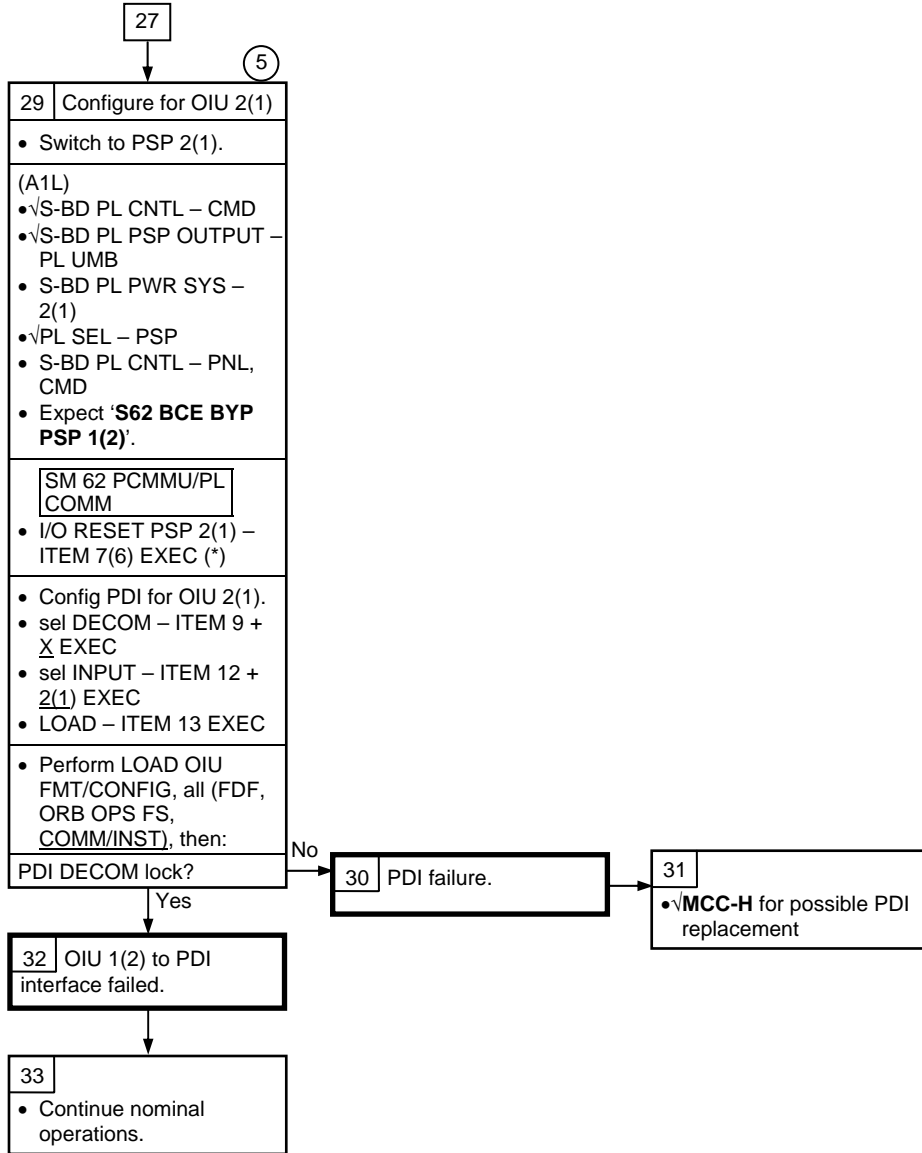 27
5
29 Configure for OIU 2(1)
• Switch to PSP 2(1).
(A1L)
•√S-BD PL CNTL – CMD
•√S-BD PL PSP OUTPUT –
PL UMB
• S-BD PL PWR SYS –
2(1)
•√PL SEL – PSP
• S-BD PL CNTL – PNL,
CMD
• Expect ‘S62 BCE BYP
PSP 1(2)’.
SM 62 PCMMU/PL
COMM
• I/O RESET PSP 2(1) –
ITEM 7(6) EXEC (*)
• Config PDI for OIU 2(1).
• sel DECOM – ITEM 9 +
X EXEC
• sel INPUT – ITEM 12 +
2(1) EXEC
• LOAD – ITEM 13 EXEC
• Perform LOAD OIU
FMT/CONFIG, all (FDF,
ORB OPS FS,
COMM/INST), then:
PDI DECOM lock?
No
30 PDI failure.
31
•√MCC-H for possible PDI
replacement
Yes
32 OIU 1(2) to PDI
interface failed.
33
• Continue nominal
operations.